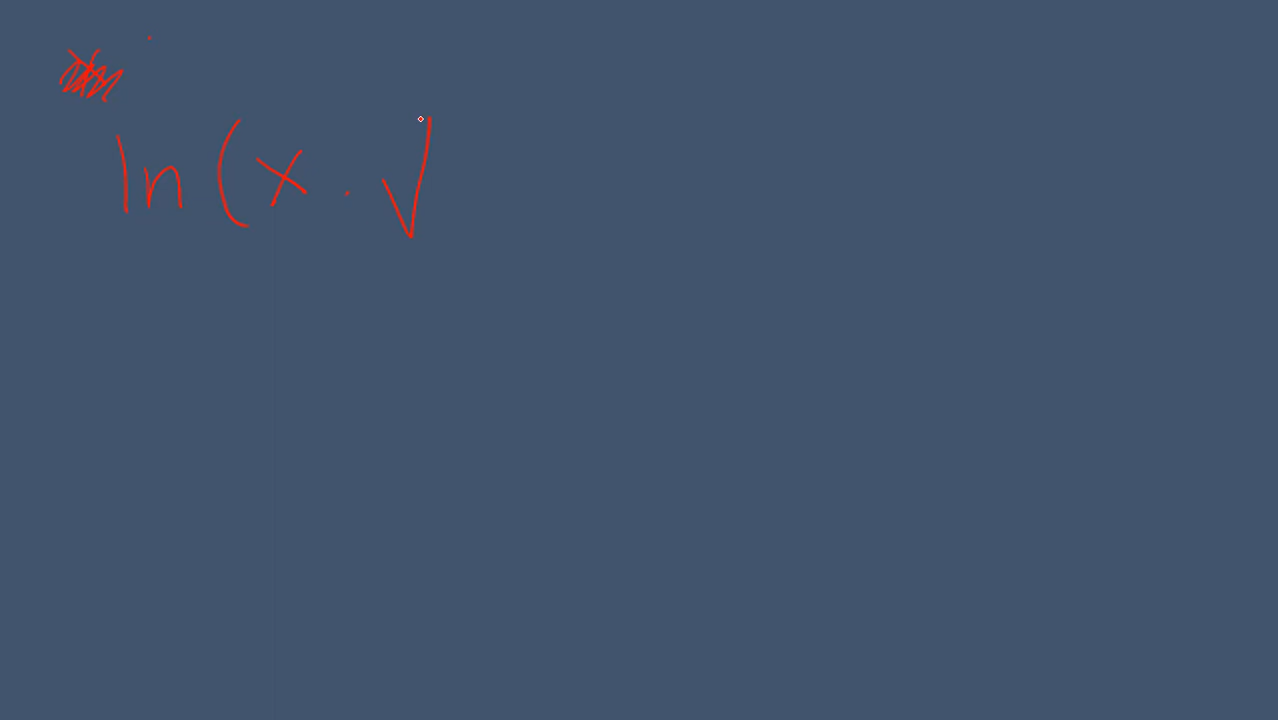 ln(x · √